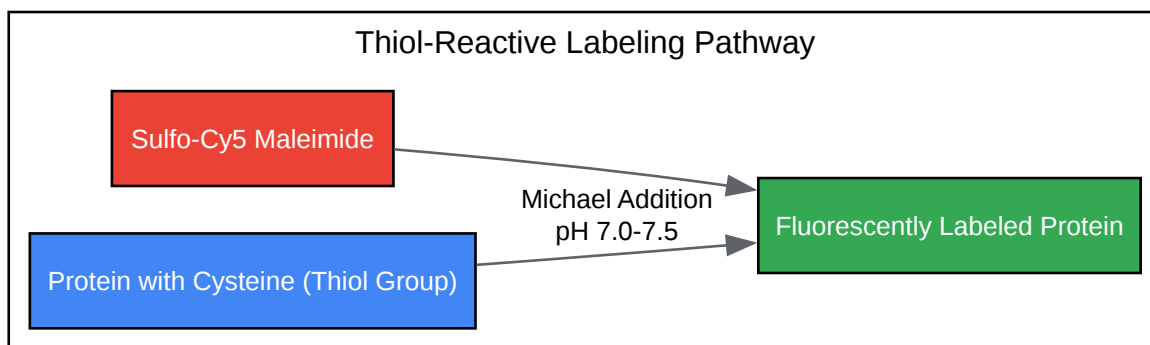 Thiol-Reactive Labeling Pathway
Sulfo-Cy5 Maleimide
Michael Addition
pH 7.0-7.5
Fluorescently Labeled Protein
Protein with Cysteine (Thiol Group)